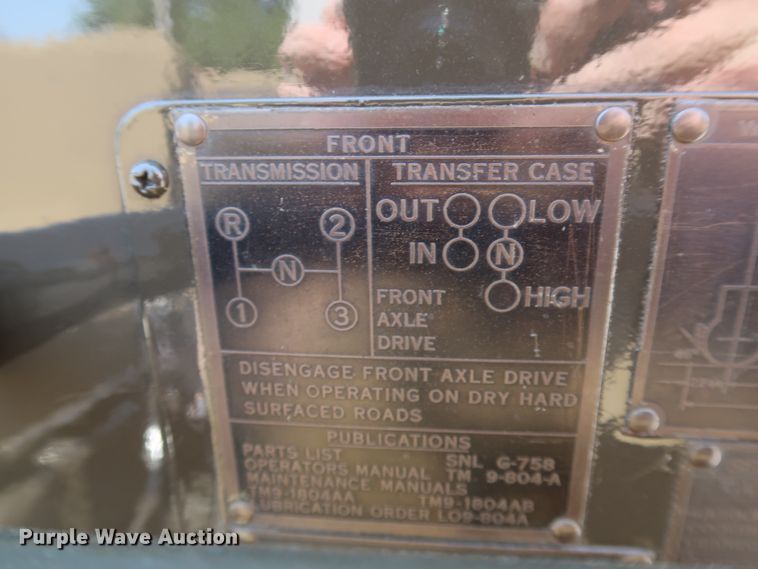 FRONT
TRANSMISSION
R 2
N
1 3
TRANSFER CASE
OUT LOW
IN N
FRONT HIGH
AXLE
DRIVE
DISENGAGE FRONT AXLE DRIVE
WHEN OPERATING ON DRY HARD
SURFACED ROADS
PUBLICATIONS
PARTS LIST SNL G-758
OPERATORS MANUAL TM 9-804-A
MAINTENANCE MANUALS
TM9-1804AA TM9-1804AB
LUBRICATION ORDER LO9-804A
Purple Wave Auction